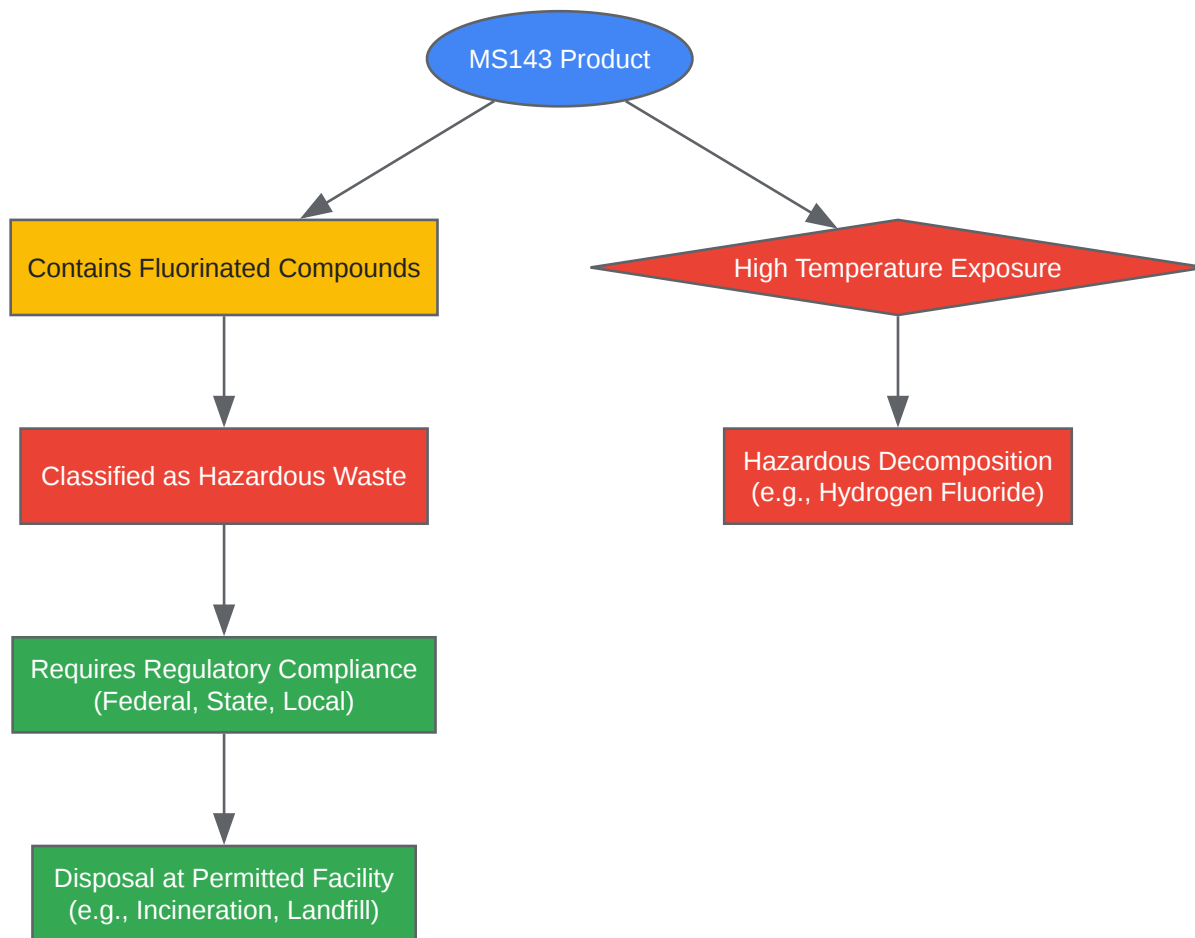 MS143 Product
Contains Fluorinated Compounds
High Temperature Exposure
Classified as Hazardous Waste
Hazardous Decomposition
(e.g., Hydrogen Fluoride)
Requires Regulatory Compliance
(Federal, State, Local)
Disposal at Permitted Facility
(e.g., Incineration, Landfill)